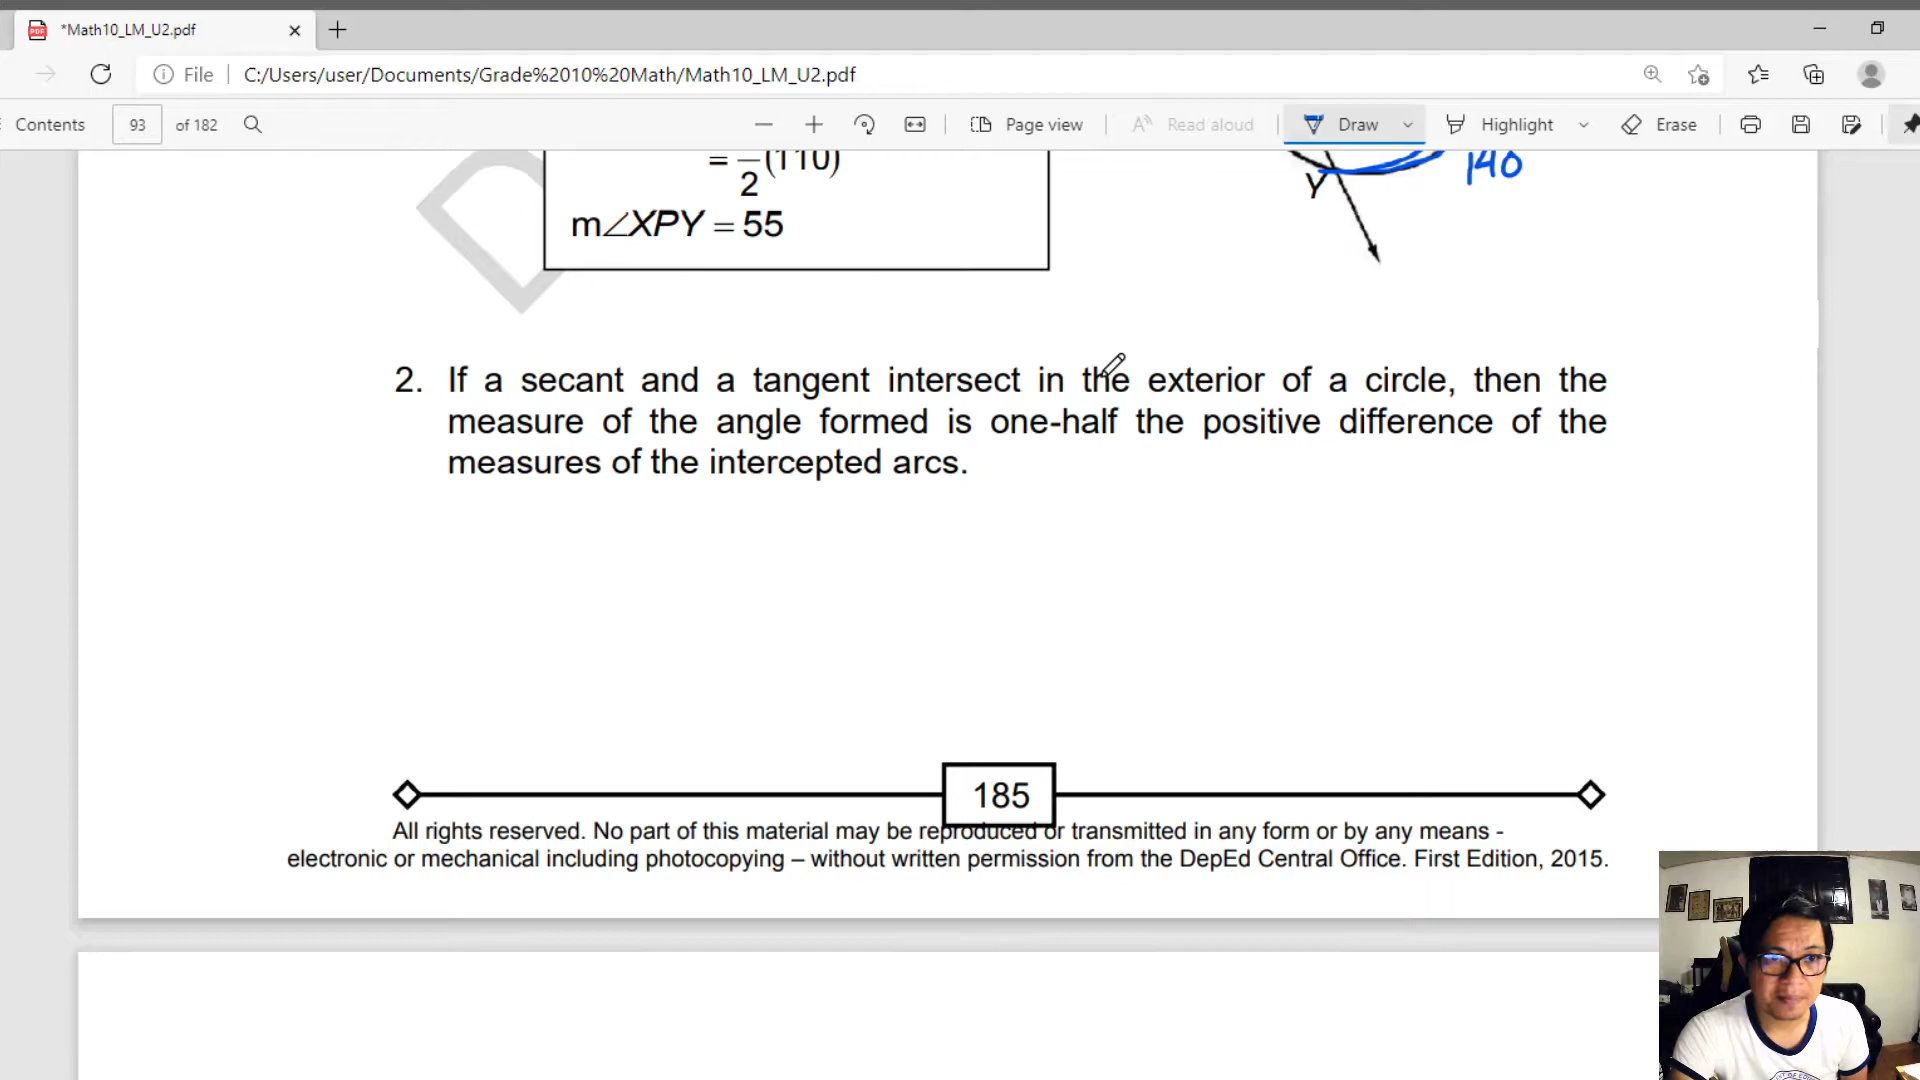 *Math10_LM_U2.pdf
File C:/Users/user/Documents/Grade%2010%20Math/Math10_LM_U2.pdf
Contents 93 of 182 Page view Read aloud Draw Highlight Erase
= —(110)
2
m∠XPY = 55
140
Y
2. If a secant and a tangent intersect in the exterior of a circle, then the
measure of the angle formed is one-half the positive difference of the
measures of the intercepted arcs.
185
All rights reserved. No part of this material may be reproduced or transmitted in any form or by any means -
electronic or mechanical including photocopying – without written permission from the DepEd Central Office. First Edition, 2015.